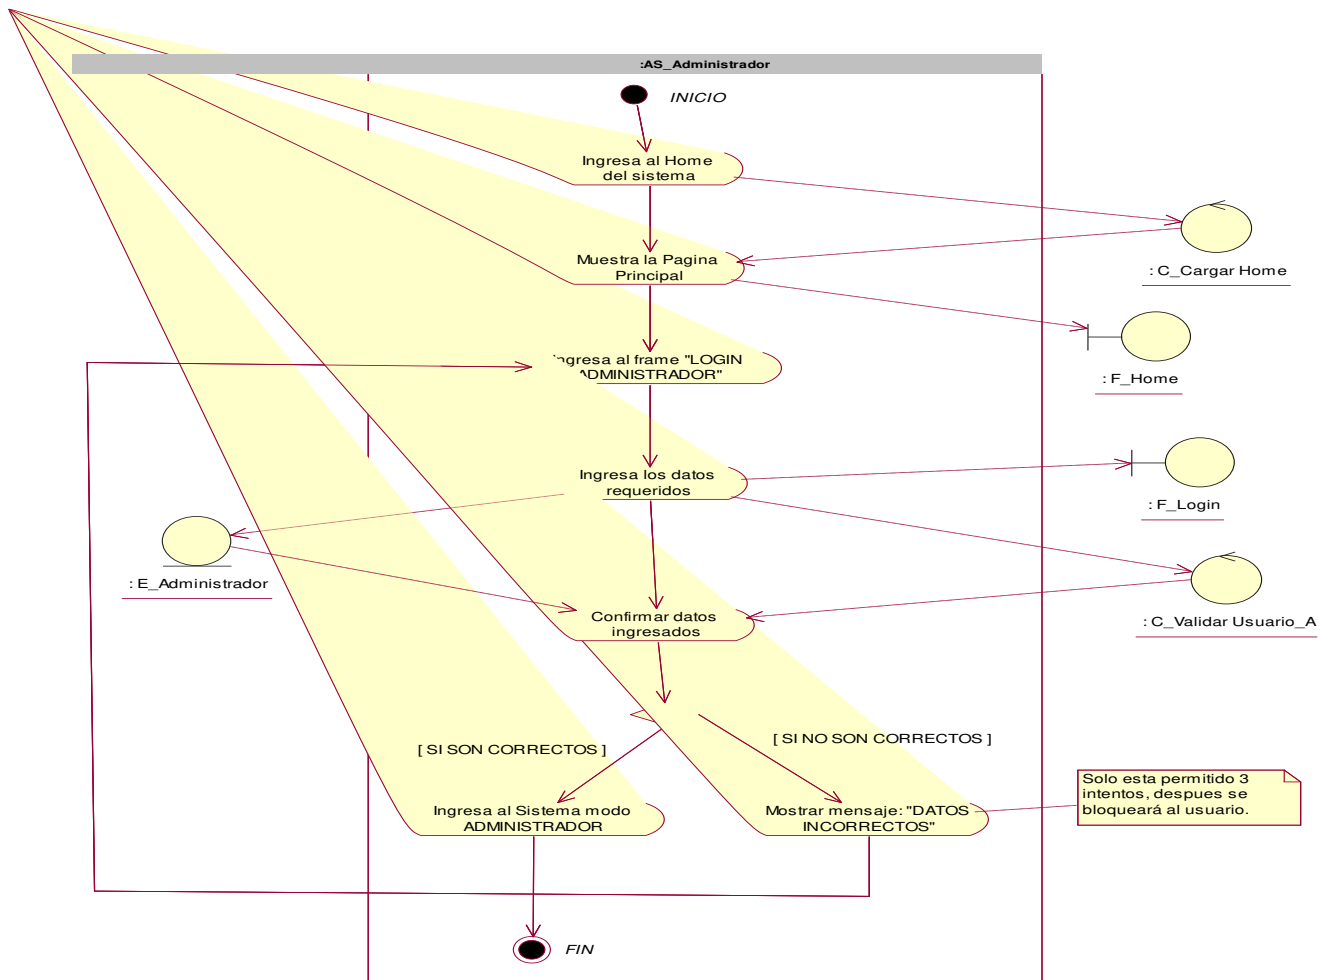 :AS_Administrador
INICIO
Ingresa al Home
del sistema
: C_Cargar Home
Muestra la Pagina
Principal
: F_Home
Ingresa al frame "LOGIN
ADMINISTRADOR"
Ingresa los datos
requeridos
: F_Login
: E_Administrador
Confirmar datos
ingresados
: C_Validar Usuario_A
[ SI SON CORRECTOS ]
[ SI NO SON CORRECTOS ]
Solo esta permitido 3
intentos, despues se
bloqueará al usuario.
Ingresa al Sistema modo
ADMINISTRADOR
Mostrar mensaje: "DATOS
INCORRECTOS"
FIN